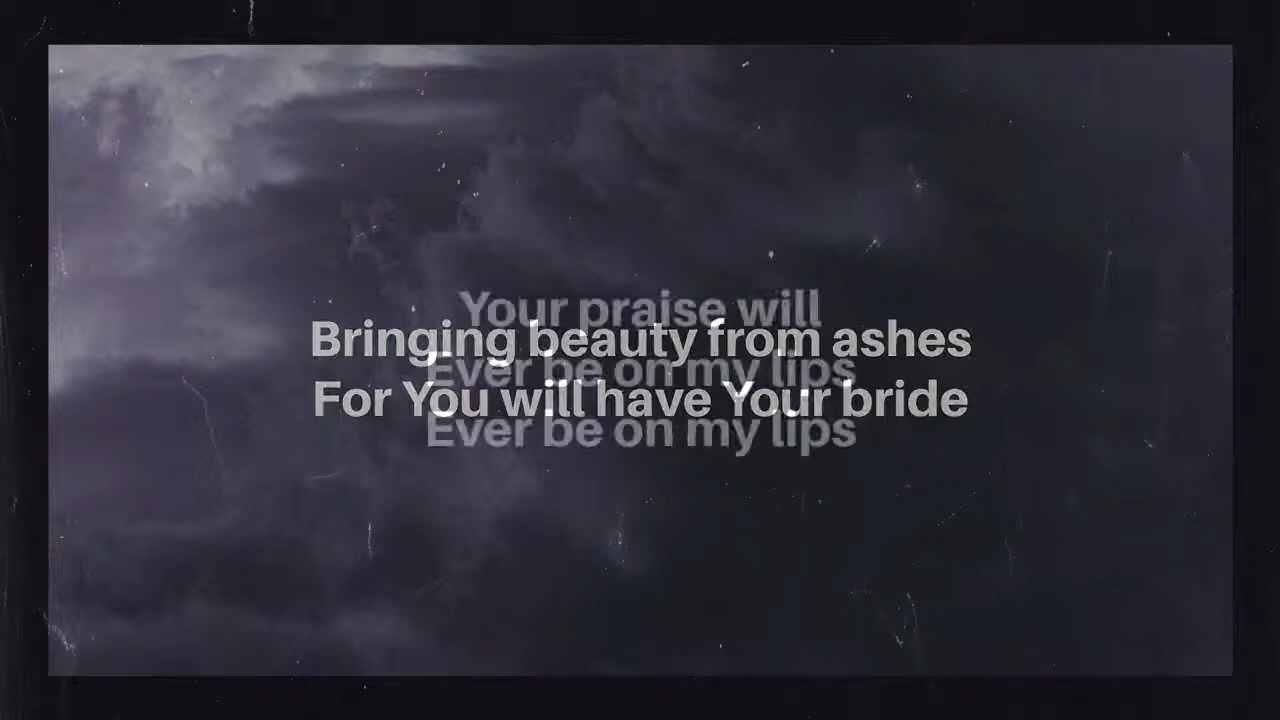 Your praise will
Bringing beauty from ashes
Ever be on my lips
For You will have Your bride
Ever be on my lips